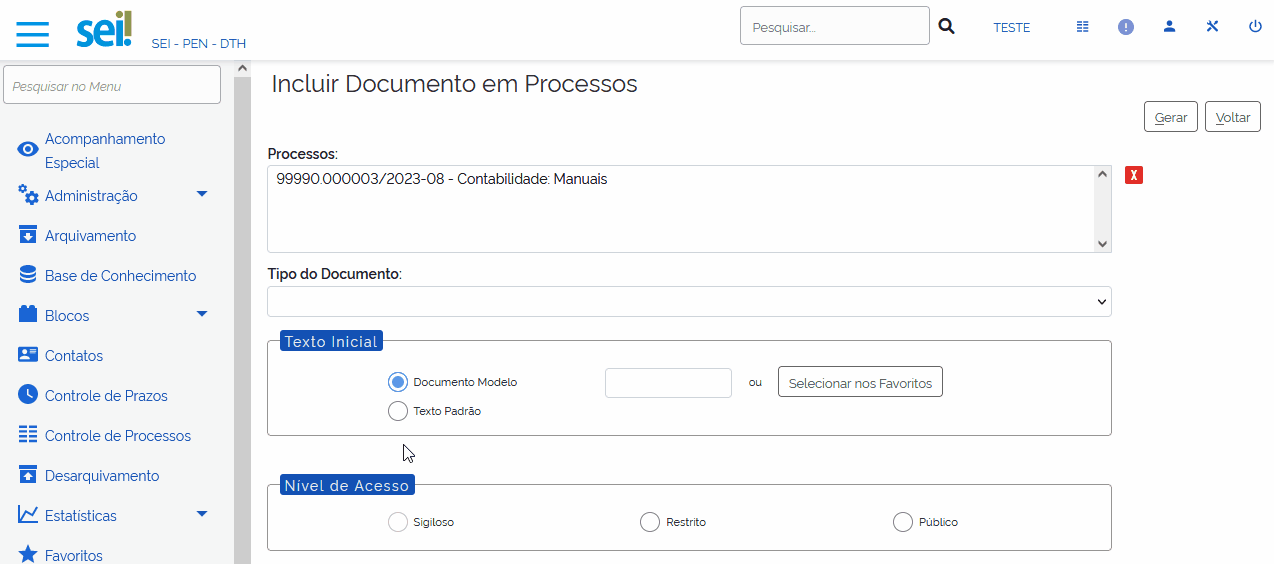 sei!
SEI - PEN - DTH
Pesquisar...
TESTE
Pesquisar no Menu
Acompanhamento
Especial
Administração
Arquivamento
Base de Conhecimento
Blocos
Contatos
Controle de Prazos
Controle de Processos
Desarquivamento
Estatísticas
Favoritos
Incluir Documento em Processos
Gerar
Voltar
Processos:
99990.000003/2023-08 - Contabilidade: Manuais
X
Tipo do Documento:
Texto Inicial
Documento Modelo
ou
Selecionar nos Favoritos
Texto Padrão
Nível de Acesso
Sigiloso
Restrito
Público